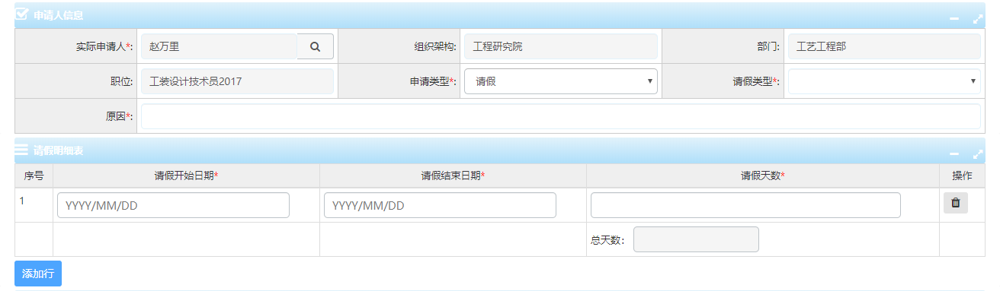 申请人信息
实际申请人*: 赵万里 组织架构: 工程研究院 部门: 工艺工程部
职位: 工装设计技术员2017 申请类型*: 请假 请假类型*:
原因*:
请假明细表
序号 请假开始日期* 请假结束日期* 请假天数* 操作
1 YYYY/MM/DD YYYY/MM/DD
总天数:
添加行